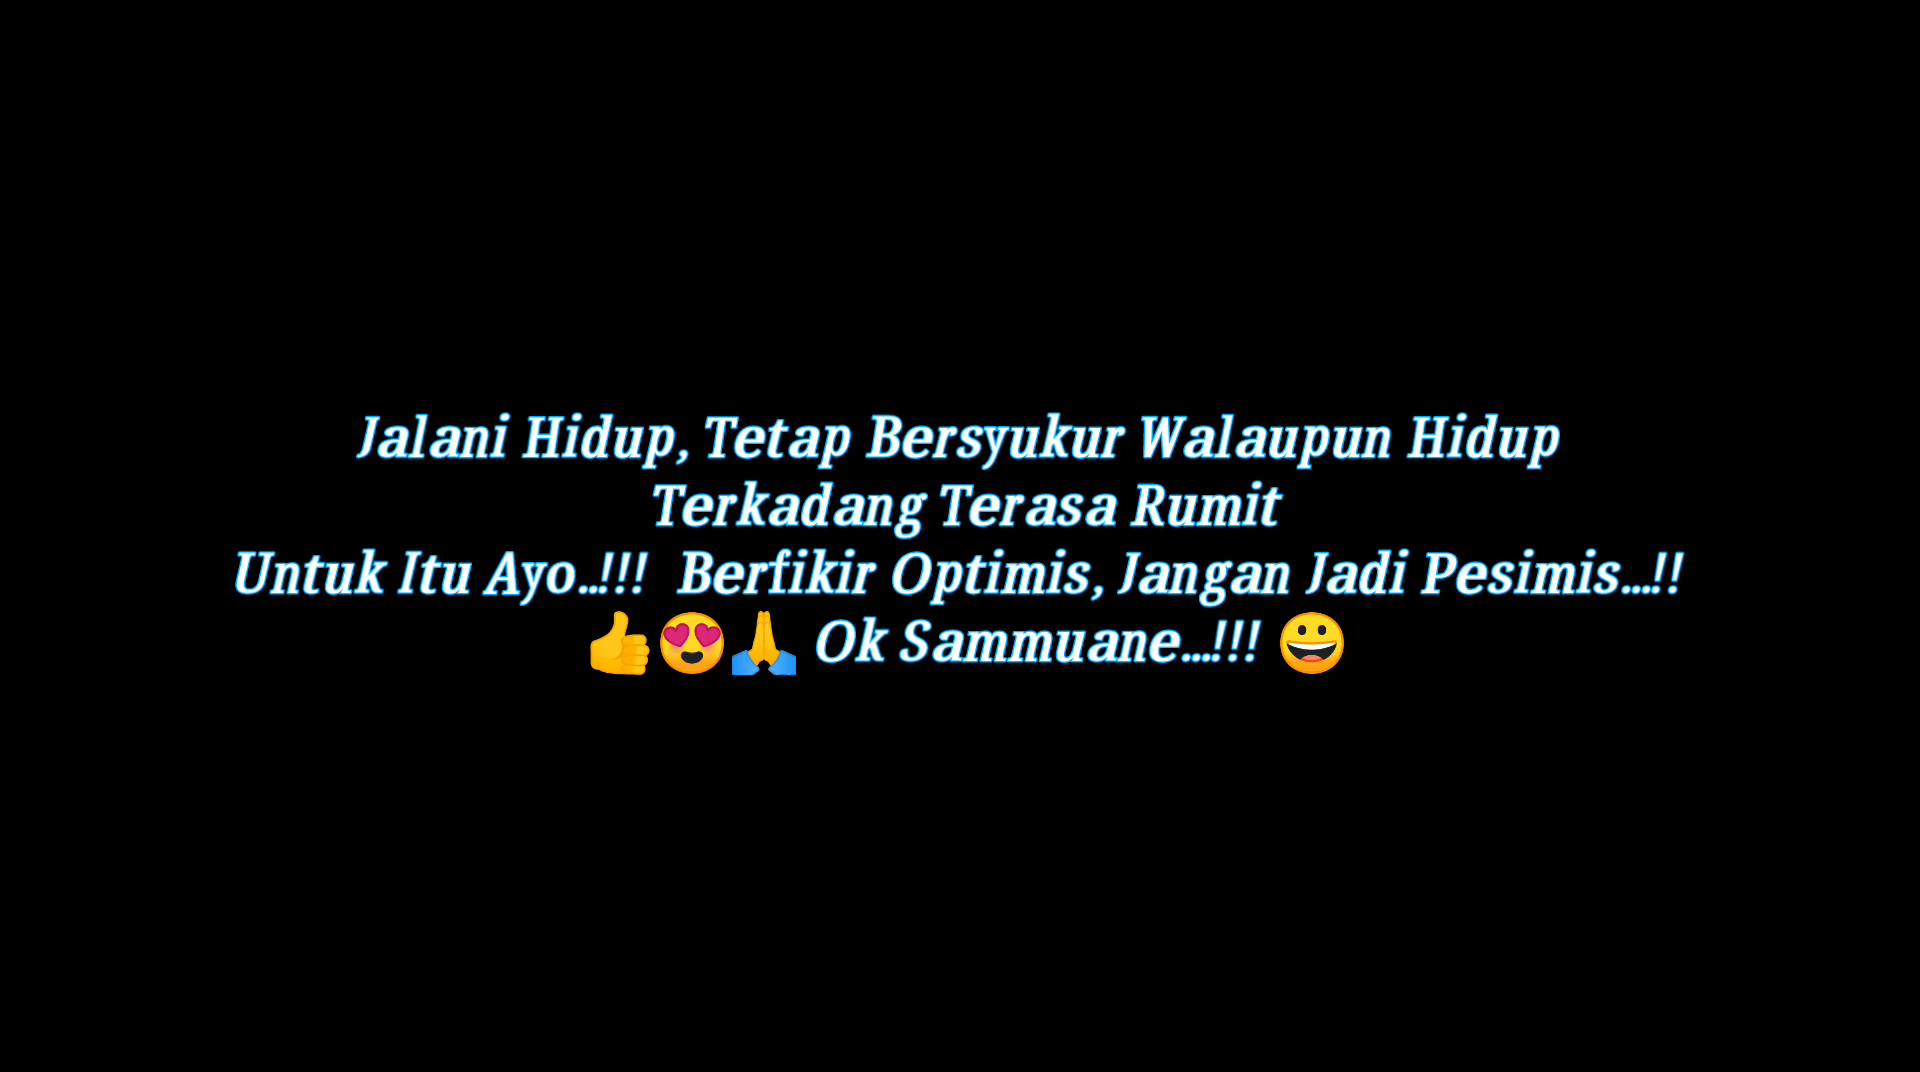 Jalani Hidup, Tetap Bersyukur Walaupun Hidup
Terkadang Terasa Rumit
Untuk Itu Ayo..!!!  Berfikir Optimis, Jangan Jadi Pesimis...!!
👍😍🙏 Ok Sammuane...!!! 😀